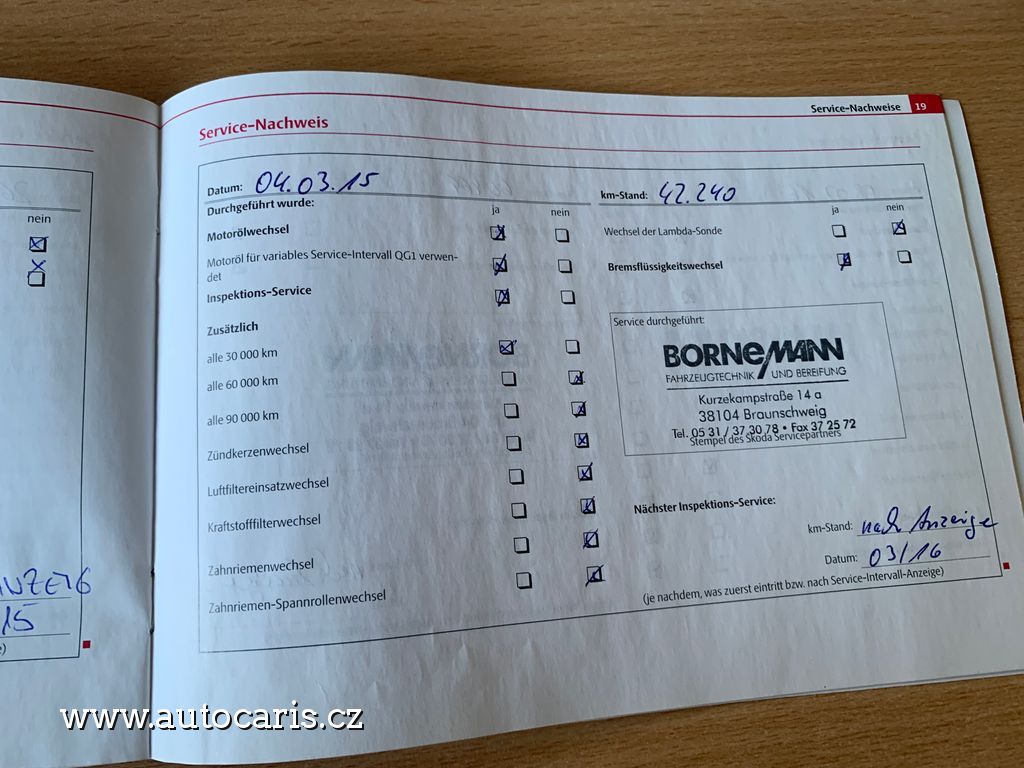 Service-Nachweise 19
Service-Nachweis
Datum: 04.03.15
km-Stand: 42.240
Durchgeführt wurde:
ja nein
ja nein
nein
Motorölwechsel
Wechsel der Lambda-Sonde
Motoröl für variables Service-Intervall QG1 verwen-
det
Bremsflüssigkeitswechsel
Inspektions-Service
Zusätzlich
alle 30 000 km
alle 60 000 km
alle 90 000 km
Zündkerzenwechsel
Luftfiltereinsatzwechsel
Kraftstofffilterwechsel
Zahnriemenwechsel
Zahnriemen-Spannrollenwechsel
Service durchgeführt:
BORNEMANN
FAHRZEUGTECHNIK UND BEREIFUNG
Kurzekampstraße 14 a
38104 Braunschweig
Tel. 05 31 / 37 30 78 • Fax 37 25 72
Stempel des Skoda Servicepartners
Nächster Inspektions-Service:
km-Stand: nach Anzeige
Datum: 03/16
(je nachdem, was zuerst eintritt bzw. nach Service-Intervall-Anzeige)
15
www.autocaris.cz